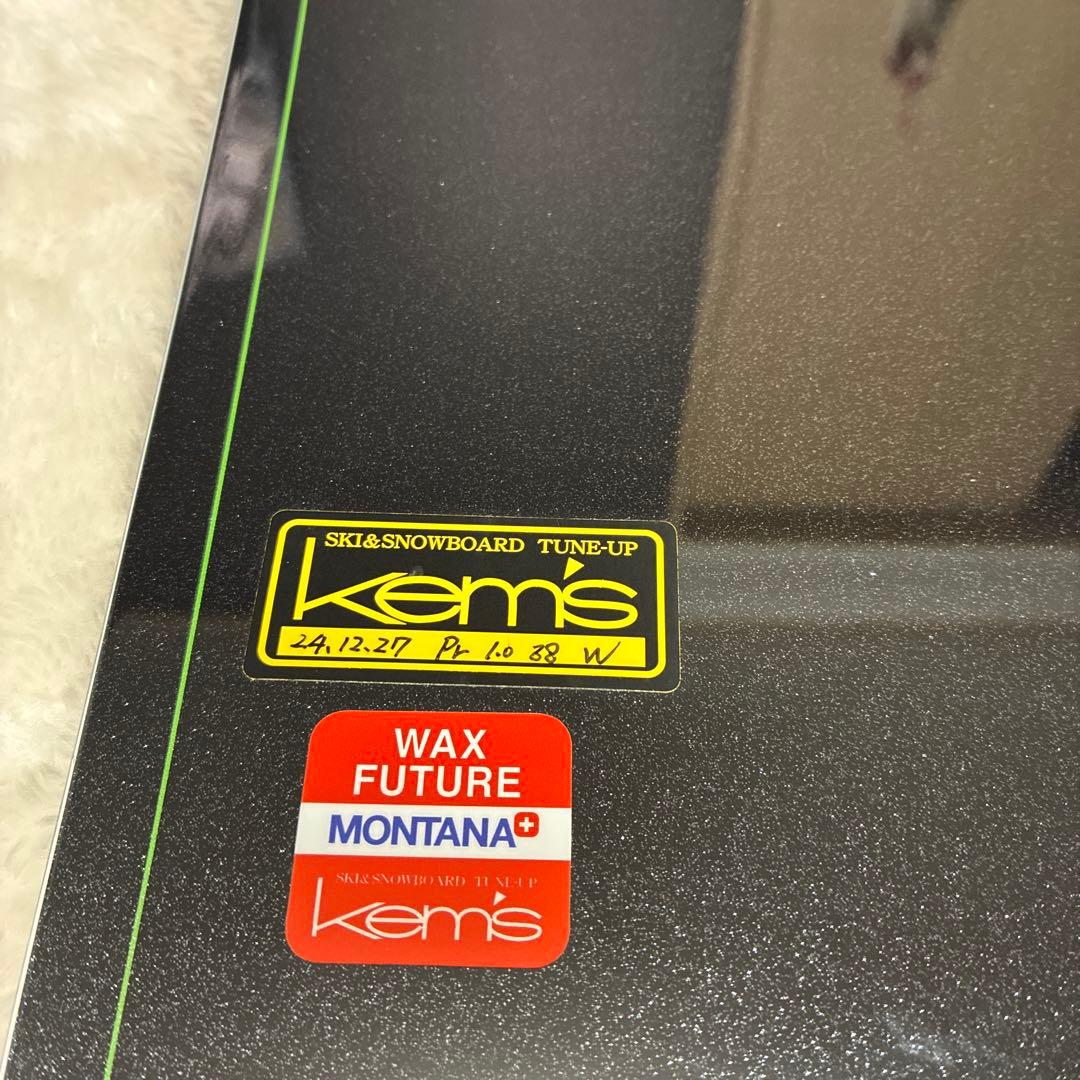 SKI&SNOWBOARD TUNE-UP
kem's
24.12.27 Pr 1.0 88 W
WAX
FUTURE
MONTANA
SKI&SNOWBOARD TUNE-UP
kem's